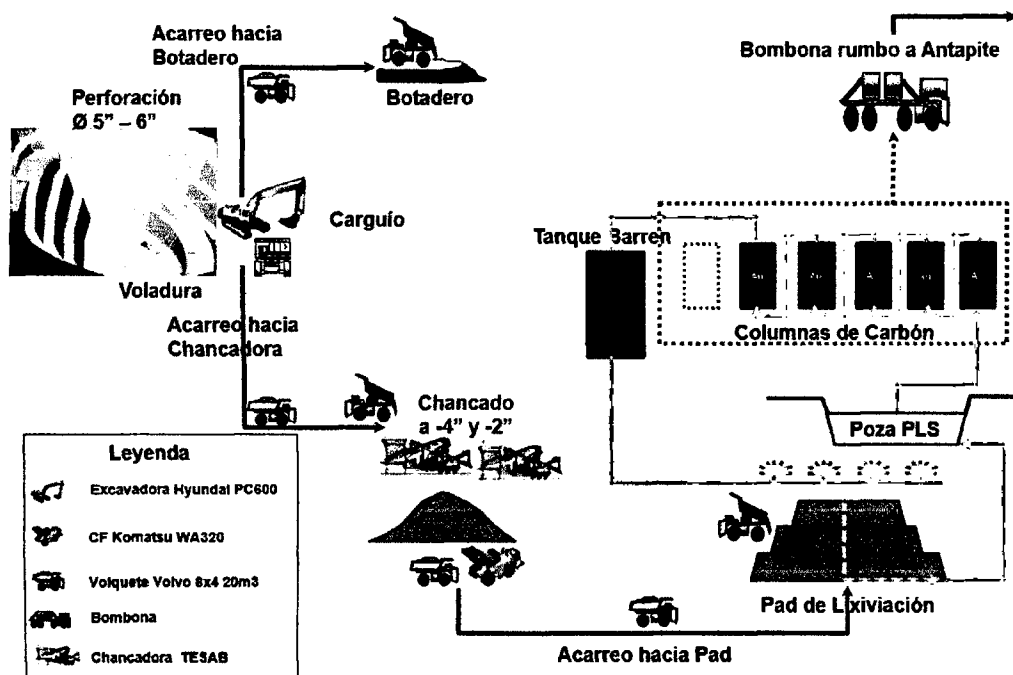 Acarreo hacia
Botadero
Botadero
Bombona rumbo a Antapite
Perforación
Ø 5” – 6”
Carguío
Voladura
Tanque Barren
Columnas de Carbón
Acarreo hacia
Chancadora
Chancado
a -4” y -2”
Poza PLS
Pad de Lixiviación
Acarreo hacia Pad
Leyenda
Excavadora Hyundai PC600
CF Komatsu WA320
Volquete Volvo 6x4 20m3
Bombona
Chancadora TESAB